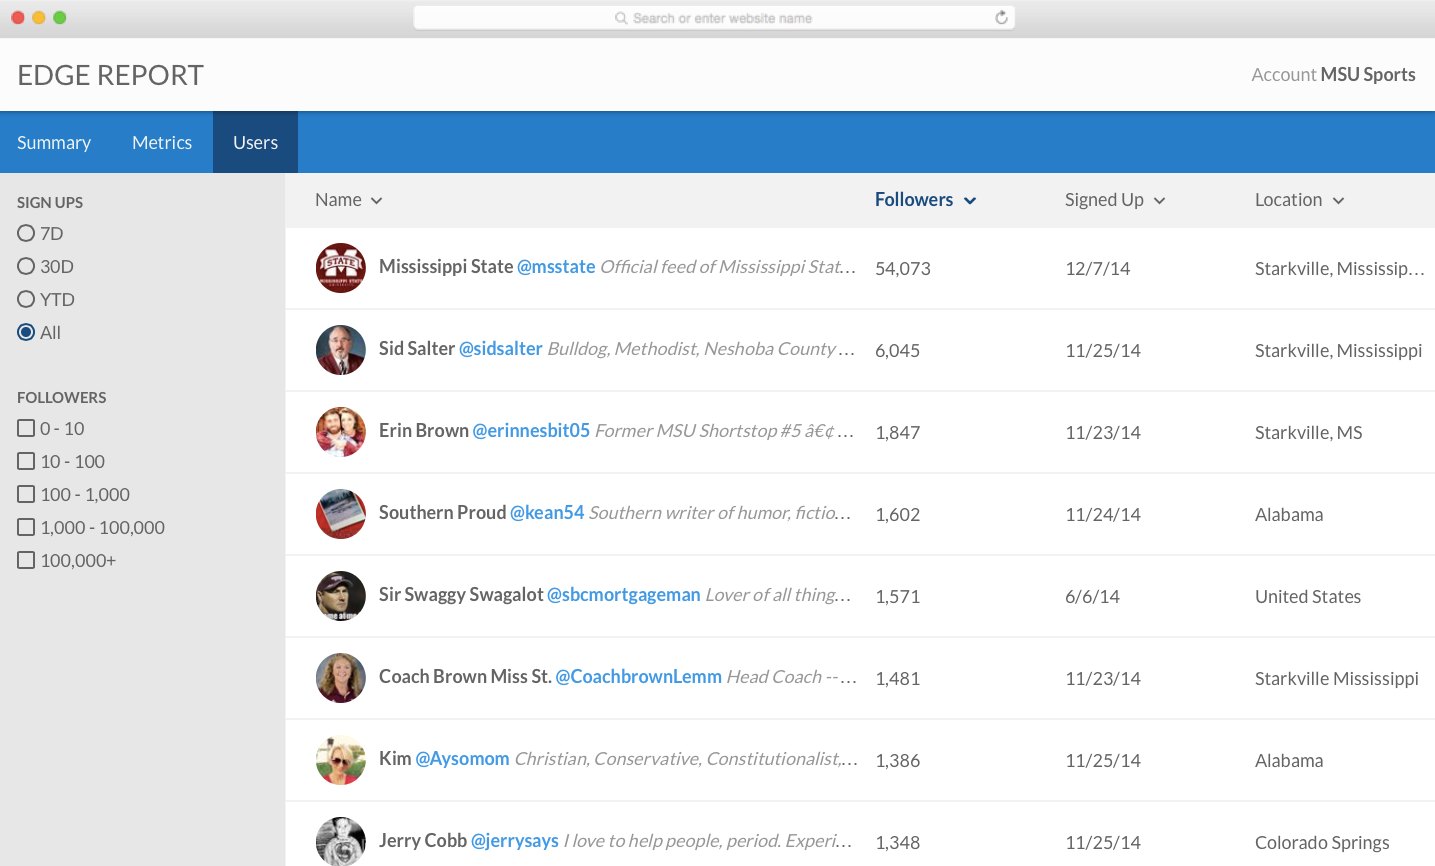 Search or enter website name
EDGE REPORT
Account MSU Sports
Summary Metrics Users
SIGN UPS
7D
30D
YTD
All
FOLLOWERS
0 - 10
10 - 100
100 - 1,000
1,000 - 100,000
100,000+
Name Followers Signed Up Location
STATE
Mississippi State @msstate Official feed of Mississippi Stat... 54,073 12/7/14 Starkville, Mississip...
Sid Salter @sidsalter Bulldog, Methodist, Neshoba County ... 6,045 11/25/14 Starkville, Mississippi
Erin Brown @erinnesbit05 Former MSU Shortstop #5 â€¢ ... 1,847 11/23/14 Starkville, MS
Southern Proud @kean54 Southern writer of humor, fictio... 1,602 11/24/14 Alabama
Sir Swaggy Swagalot @sbcmortgageman Lover of all thing... 1,571 6/6/14 United States
Coach Brown Miss St. @CoachbrownLemm Head Coach --... 1,481 11/23/14 Starkville Mississippi
Kim @Aysomom Christian, Conservative, Constitutionalist,... 1,386 11/25/14 Alabama
Jerry Cobb @jerrysays I love to help people, period. Experi... 1,348 11/25/14 Colorado Springs